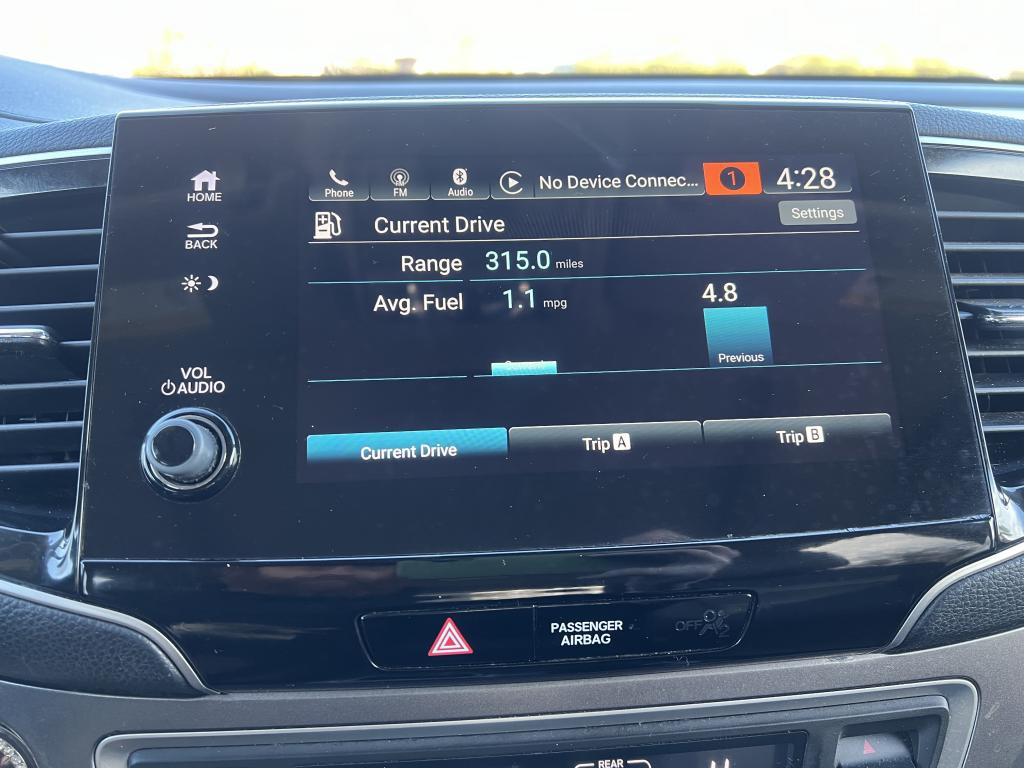 HOME
BACK
VOL
AUDIO
Phone
FM
Audio
No Device Connec...
1
4:28
Settings
Current Drive
Range 315.0 miles
Avg. Fuel 1.1 mpg
4.8
Current
Previous
Current Drive
Trip A
Trip B
PASSENGER
AIRBAG
OFF
REAR